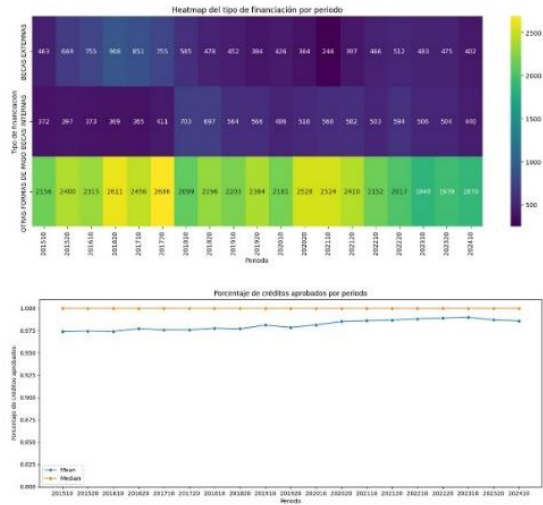 Heatmap del tipo de financiación por periodo
Tipo de financiación
BECAS EXTERNAS
463 689 755 908 851 755 585 478 452 384 426 384 246 397 466 512 483 475 402
BECAS INTERNAS
372 397 373 369 365 411 703 697 564 566 486 518 568 582 503 594 506 504 440
OTRAS FORMAS DE PAGO
2156 2400 2315 2611 2456 2686 2099 2296 2203 2384 2181 2528 2524 2410 2152 2017 1848 1939 1870
201510 201520 201610 201620 201710 201720 201810 201820 201910 201920 202010 202020 202110 202120 202210 202220 202310 202320 202410
Periodo
2500
2000
1500
1000
500
Porcentaje de créditos aprobados por periodo
Porcentaje de créditos aprobados
1.000
0.975
0.950
0.925
0.900
0.875
0.850
0.825
0.800
Mean
Median
201510 201520 201610 201620 201710 201720 201810 201820 201910 201920 202010 202020 202110 202120 202210 202220 202310 202320 202410
Periodo